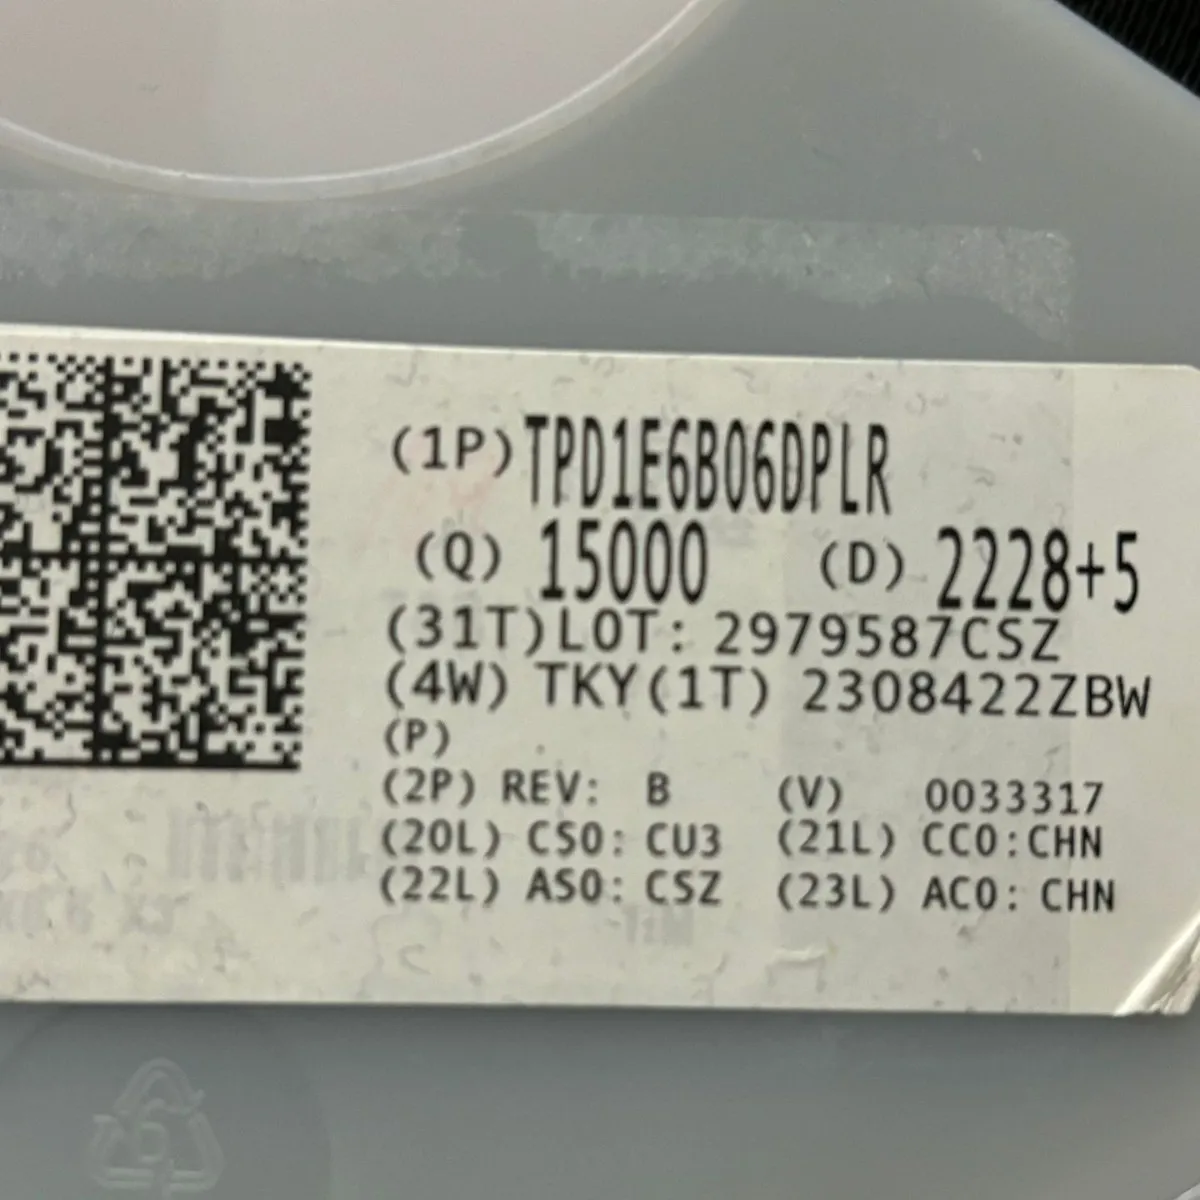 (1P) TPD1E6B06DPLR
(Q) 15000 (D) 2228+5
(31T)LOT: 2979587CSZ
(4W) TKY(1T) 2308422ZBW
(P)
(2P) REV: B (V) 0033317
(20L) CSO: CU3 (21L) CCO:CHN
(22L) ASO: CSZ (23L) ACO: CHN
6